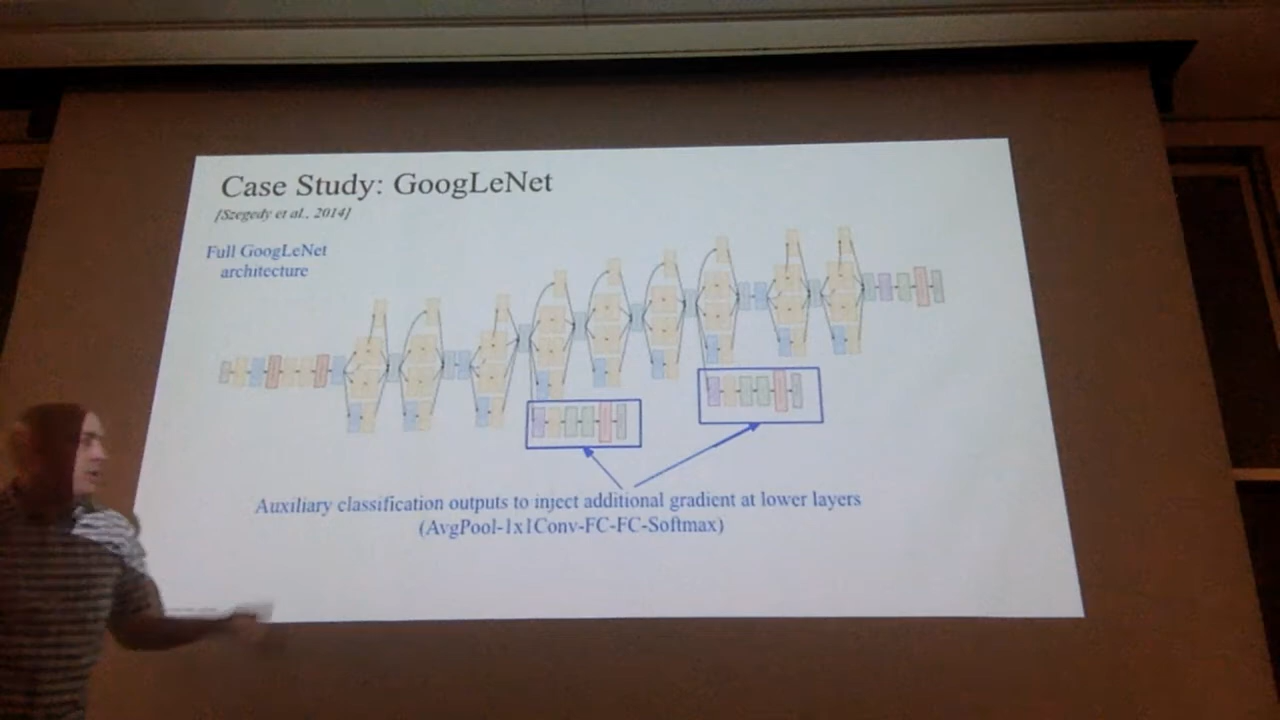 Case Study: GoogLeNet
[Szegedy et al., 2014]
Full GoogLeNet
architecture
Auxiliary classification outputs to inject additional gradient at lower layers
(AvgPool-1x1Conv-FC-FC-Softmax)